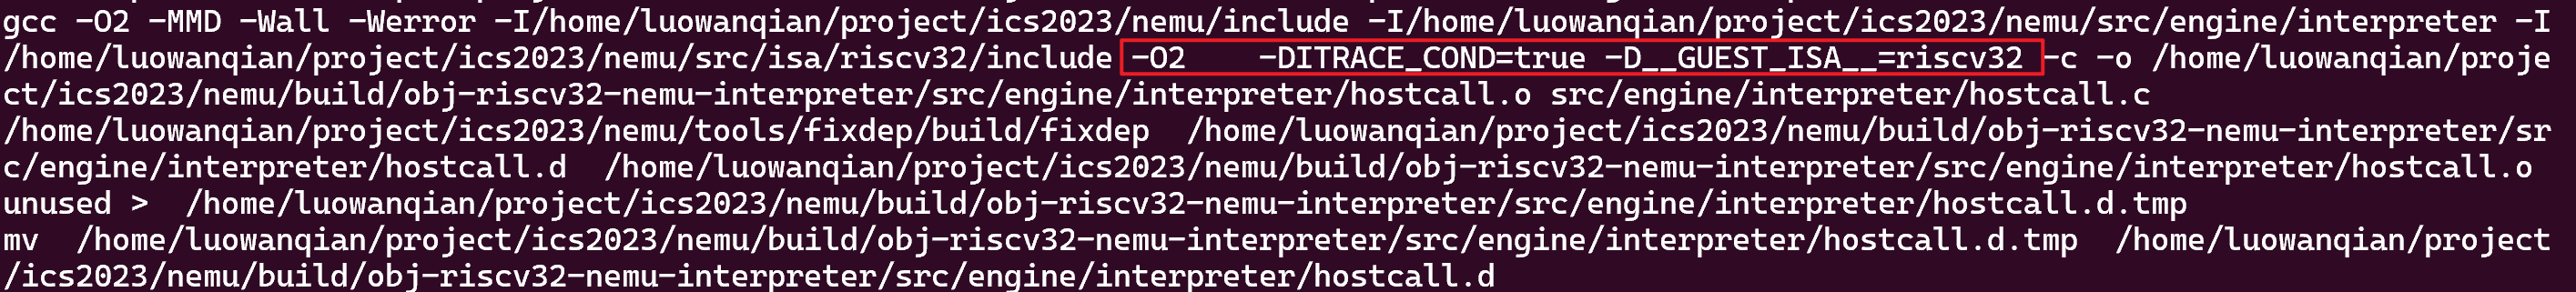 gcc -O2 -MMD -Wall -Werror -I/home/luowanqian/project/ics2023/nemu/include -I/home/luowanqian/project/ics2023/nemu/src/engine/interpreter -I
/home/luowanqian/project/ics2023/nemu/src/isa/riscv32/include -O2    -DITRACE_COND=true -D__GUEST_ISA__=riscv32 -c -o /home/luowanqian/proje
ct/ics2023/nemu/build/obj-riscv32-nemu-interpreter/src/engine/interpreter/hostcall.o src/engine/interpreter/hostcall.c
/home/luowanqian/project/ics2023/nemu/tools/fixdep/build/fixdep  /home/luowanqian/project/ics2023/nemu/build/obj-riscv32-nemu-interpreter/sr
c/engine/interpreter/hostcall.d  /home/luowanqian/project/ics2023/nemu/build/obj-riscv32-nemu-interpreter/src/engine/interpreter/hostcall.o
unused >  /home/luowanqian/project/ics2023/nemu/build/obj-riscv32-nemu-interpreter/src/engine/interpreter/hostcall.d.tmp
mv  /home/luowanqian/project/ics2023/nemu/build/obj-riscv32-nemu-interpreter/src/engine/interpreter/hostcall.d.tmp  /home/luowanqian/project
/ics2023/nemu/build/obj-riscv32-nemu-interpreter/src/engine/interpreter/hostcall.d